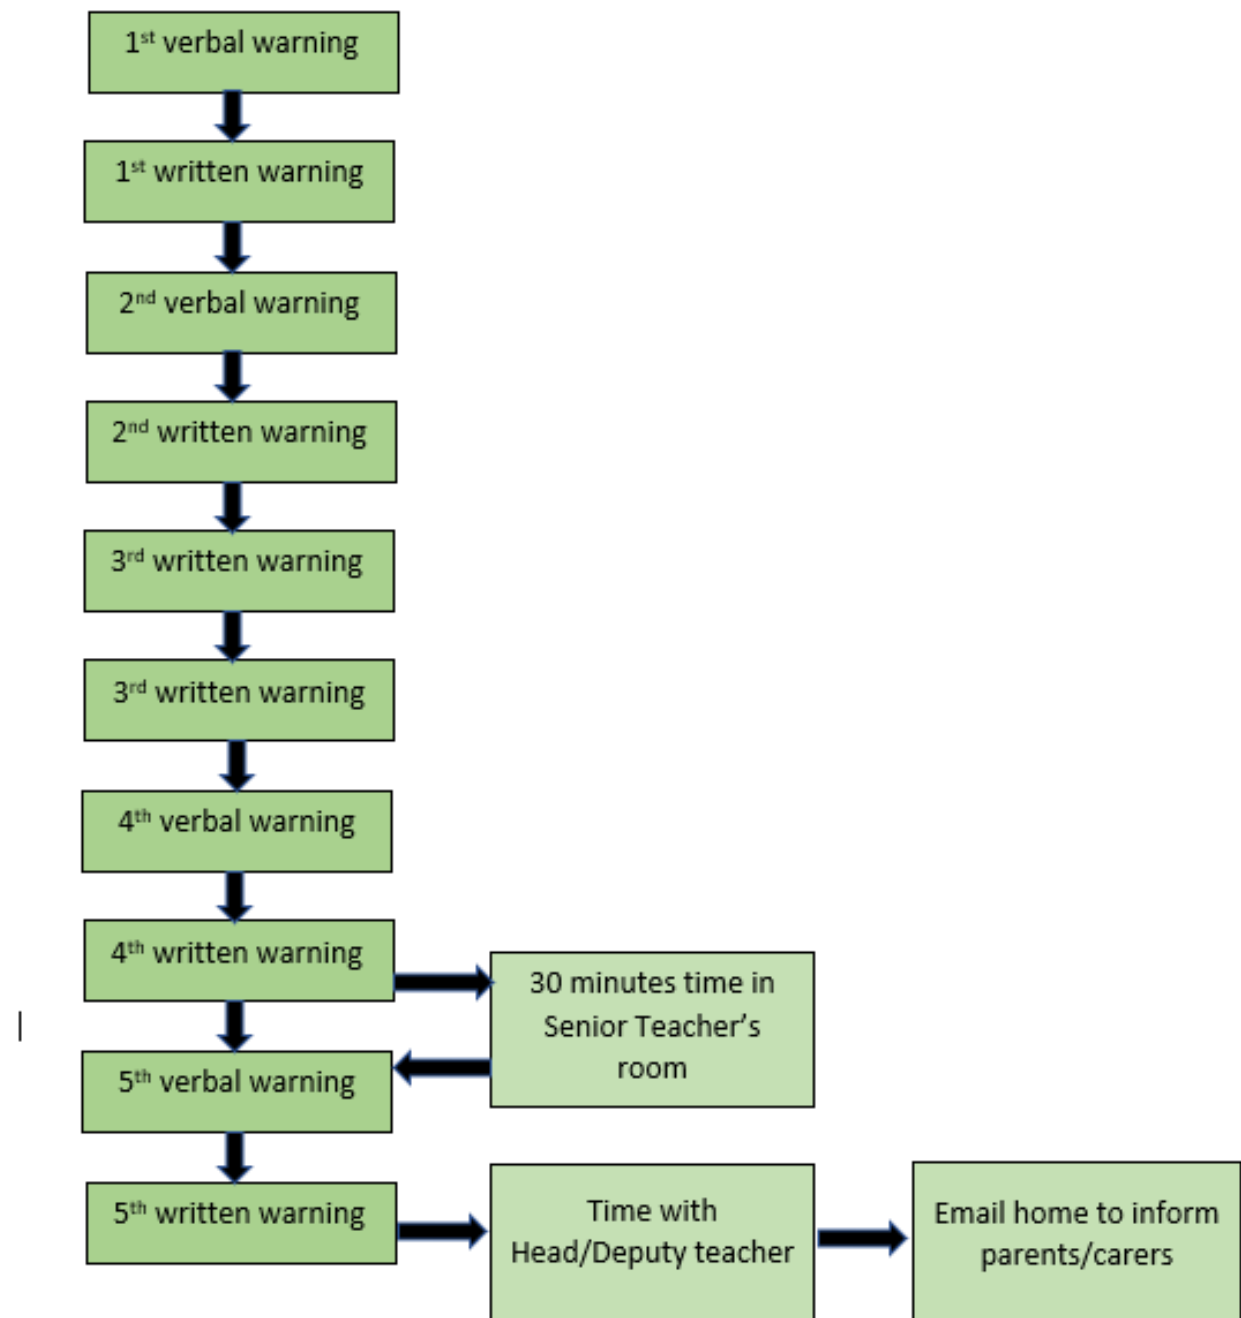 1st verbal warning
1st written warning
2nd verbal warning
2nd written warning
3rd written warning
3rd written warning
4th verbal warning
4th written warning
30 minutes time in
Senior Teacher's
room
5th verbal warning
5th written warning
Time with
Head/Deputy teacher
Email home to inform
parents/carers